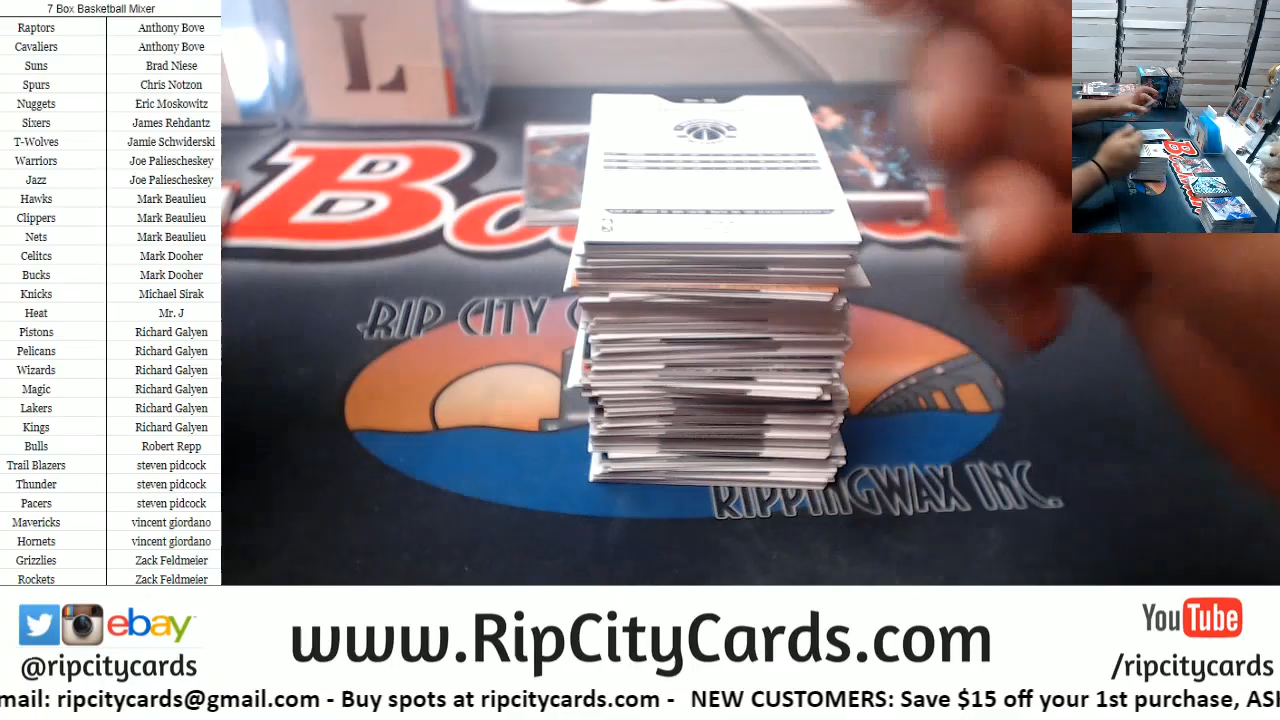 7 Box Basketball Mixer
Raptors Anthony Bove
Cavaliers Anthony Bove
Suns Brad Niese
Spurs Chris Notzon
Nuggets Eric Moskowitz
Sixers James Rehdantz
T-Wolves Jamie Schwiderski
Warriors Joe Paliescheskey
Jazz Joe Paliescheskey
Hawks Mark Beaulieu
Clippers Mark Beaulieu
Nets Mark Beaulieu
Celitcs Mark Dooher
Bucks Mark Dooher
Knicks Michael Sirak
Heat Mr. J
Pistons Richard Galyen
Pelicans Richard Galyen
Wizards Richard Galyen
Magic Richard Galyen
Lakers Richard Galyen
Kings Richard Galyen
Bulls Robert Repp
Trail Blazers steven pidcock
Thunder steven pidcock
Pacers steven pidcock
Mavericks vincent giordano
Hornets vincent giordano
Grizzlies Zack Feldmeier
Rockets Zack Feldmeier
L
RIP CITY
RIPPINGWAX INC.
ebay
@ripcitycards
www.RipCityCards.com
YouTube
/ripcitycards
mail: ripcitycards@gmail.com - Buy spots at ripcitycards.com - NEW CUSTOMERS: Save $15 off your 1st purchase, ASK